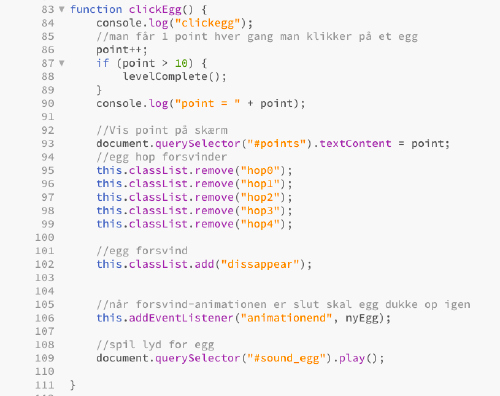 83 function clickEgg() {
84 console.log("clickegg");
85 //man får 1 point hver gang man klikker på et egg
86 point++;
87 if (point > 10) {
88 levelComplete();
89 }
90 console.log("point = " + point);
91
92 //Vis point på skærm
93 document.querySelector("#points").textContent = point;
94 //egg hop forsvinder
95 this.classList.remove("hop0");
96 this.classList.remove("hop1");
97 this.classList.remove("hop2");
98 this.classList.remove("hop3");
99 this.classList.remove("hop4");
100
101 //egg forsvind
102 this.classList.add("dissappear");
103
104
105 //når forsvind-animationen er slut skal egg dukke op igen
106 this.addEventListener("animationend", nyEgg);
107
108 //spil lyd for egg
109 document.querySelector("#sound_egg").play();
110
111 }